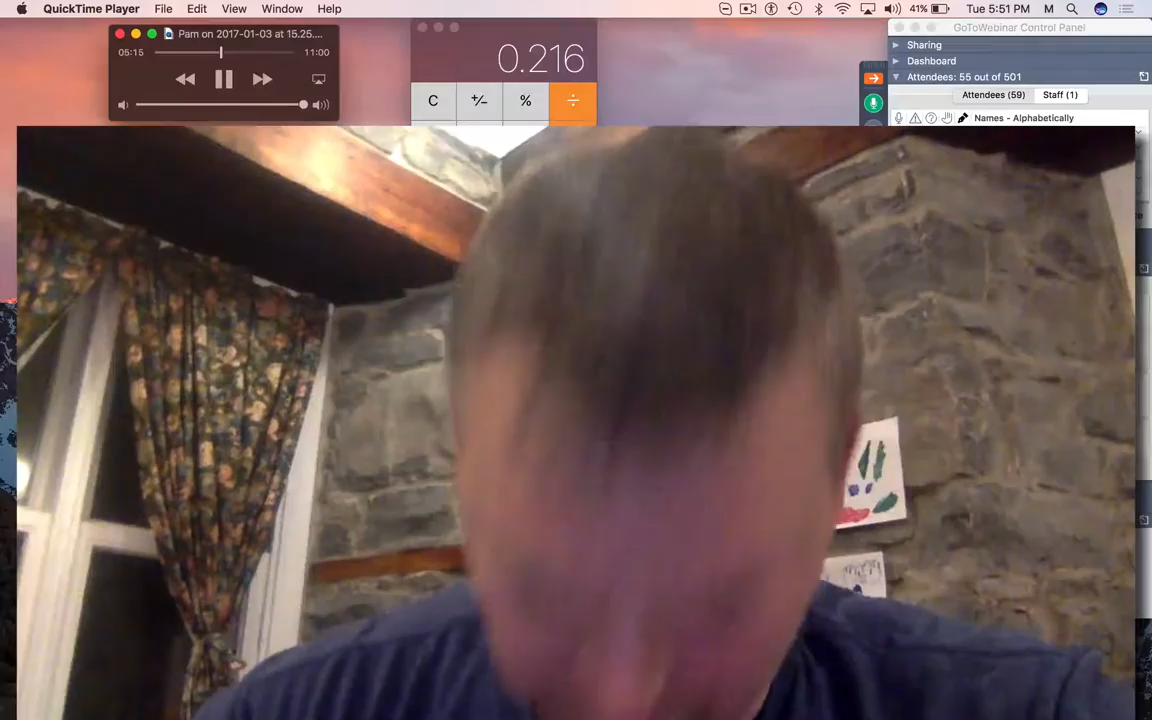 QuickTime Player File Edit View Window Help 41% Tue 5:51 PM M
Pam on 2017-01-03 at 15.25....
05:15 11:00
0.216
C +/- % ÷
GoToWebinar Control Panel
Sharing
Dashboard
Attendees: 55 out of 501
Attendees (59) Staff (1)
Names - Alphabetically